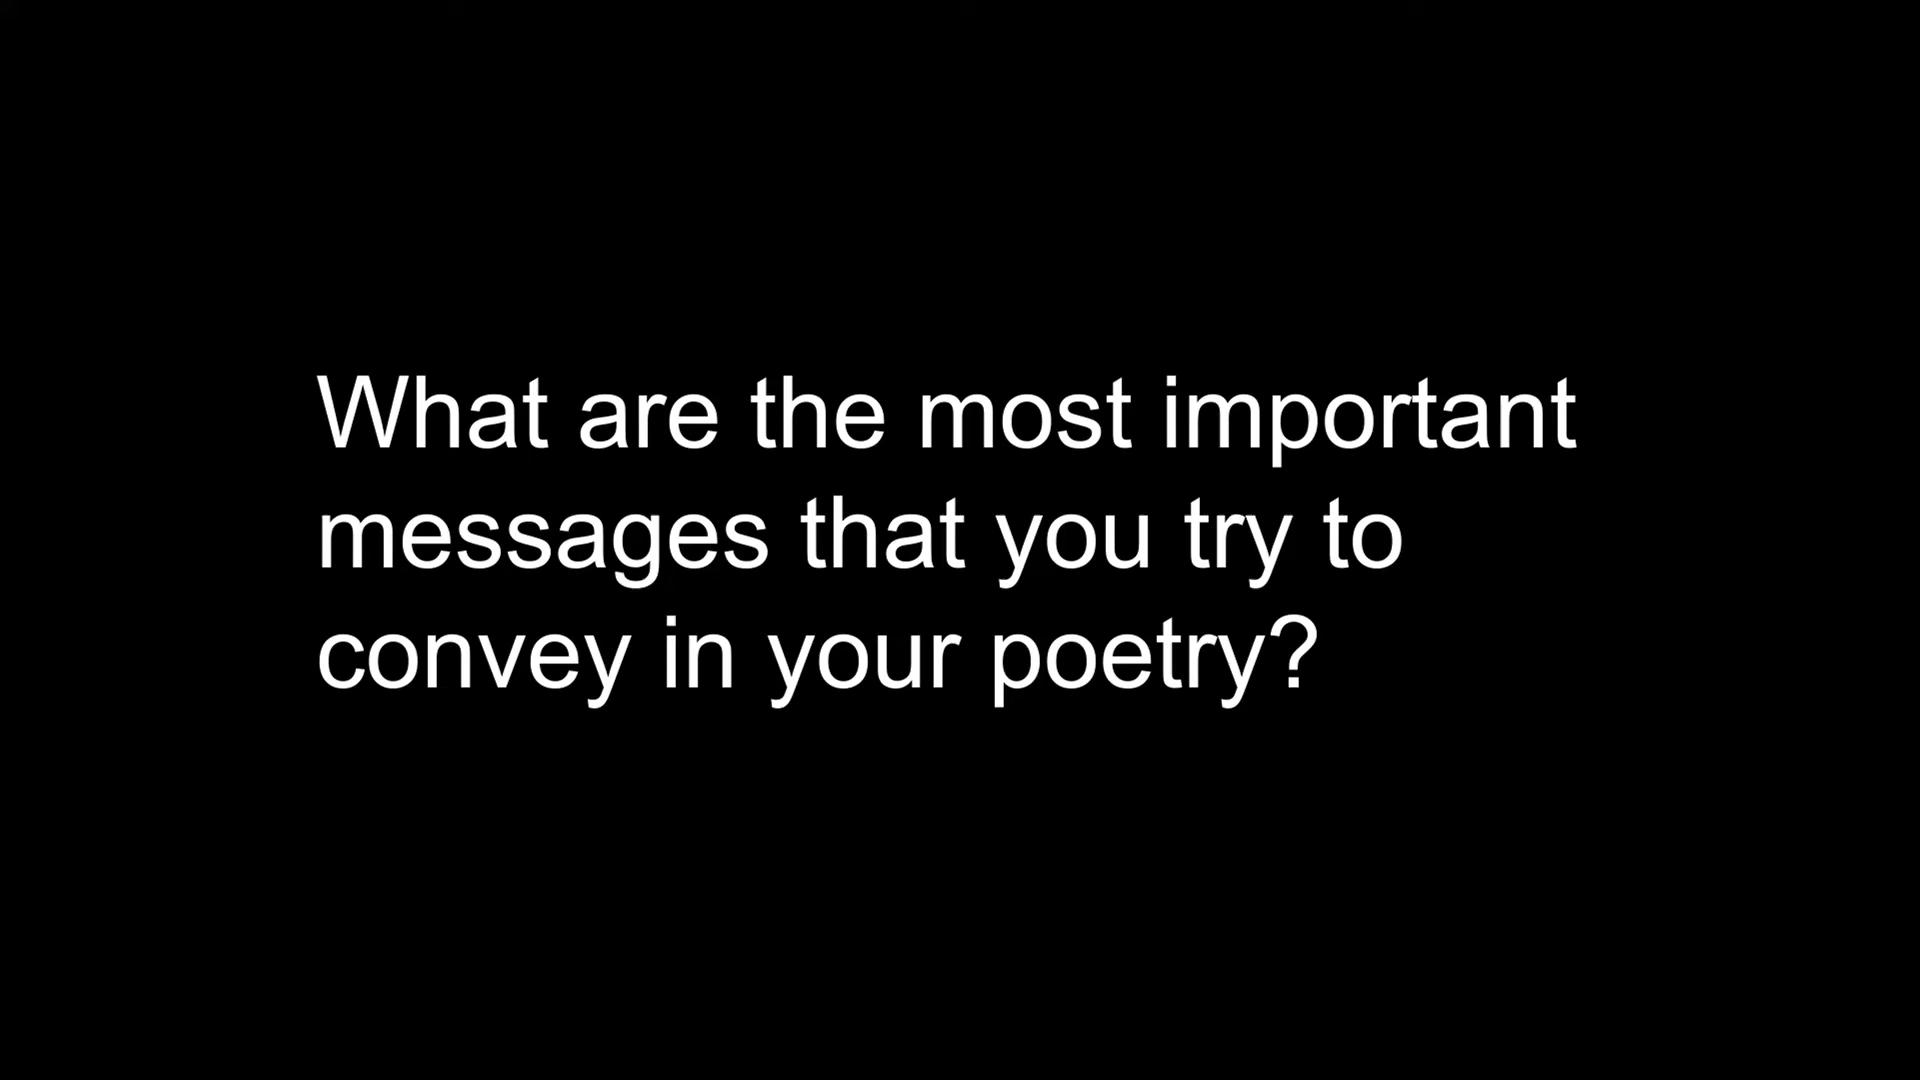 What are the most important
messages that you try to
convey in your poetry?